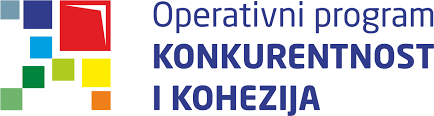 Operativni program
KONKURENTNOST
I KOHEZIJA